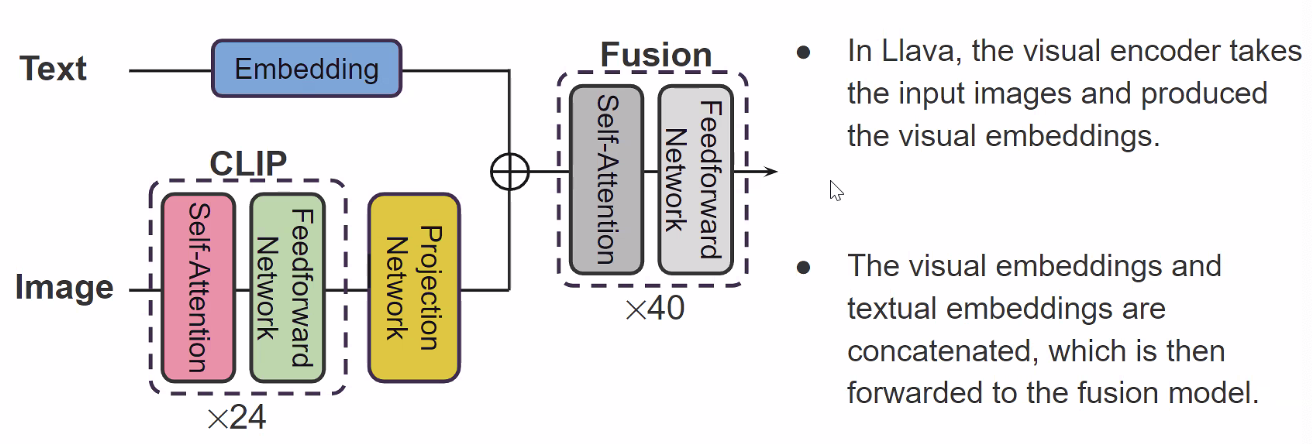 Text
Embedding
CLIP
Image
Self-Attention
Feedforward
Network
Projection
Network
×24
Fusion
Self-Attention
Feedforward
Network
×40
● In Llava, the visual encoder takes
the input images and produced
the visual embeddings.
● The visual embeddings and
textual embeddings are
concatenated, which is then
forwarded to the fusion model.